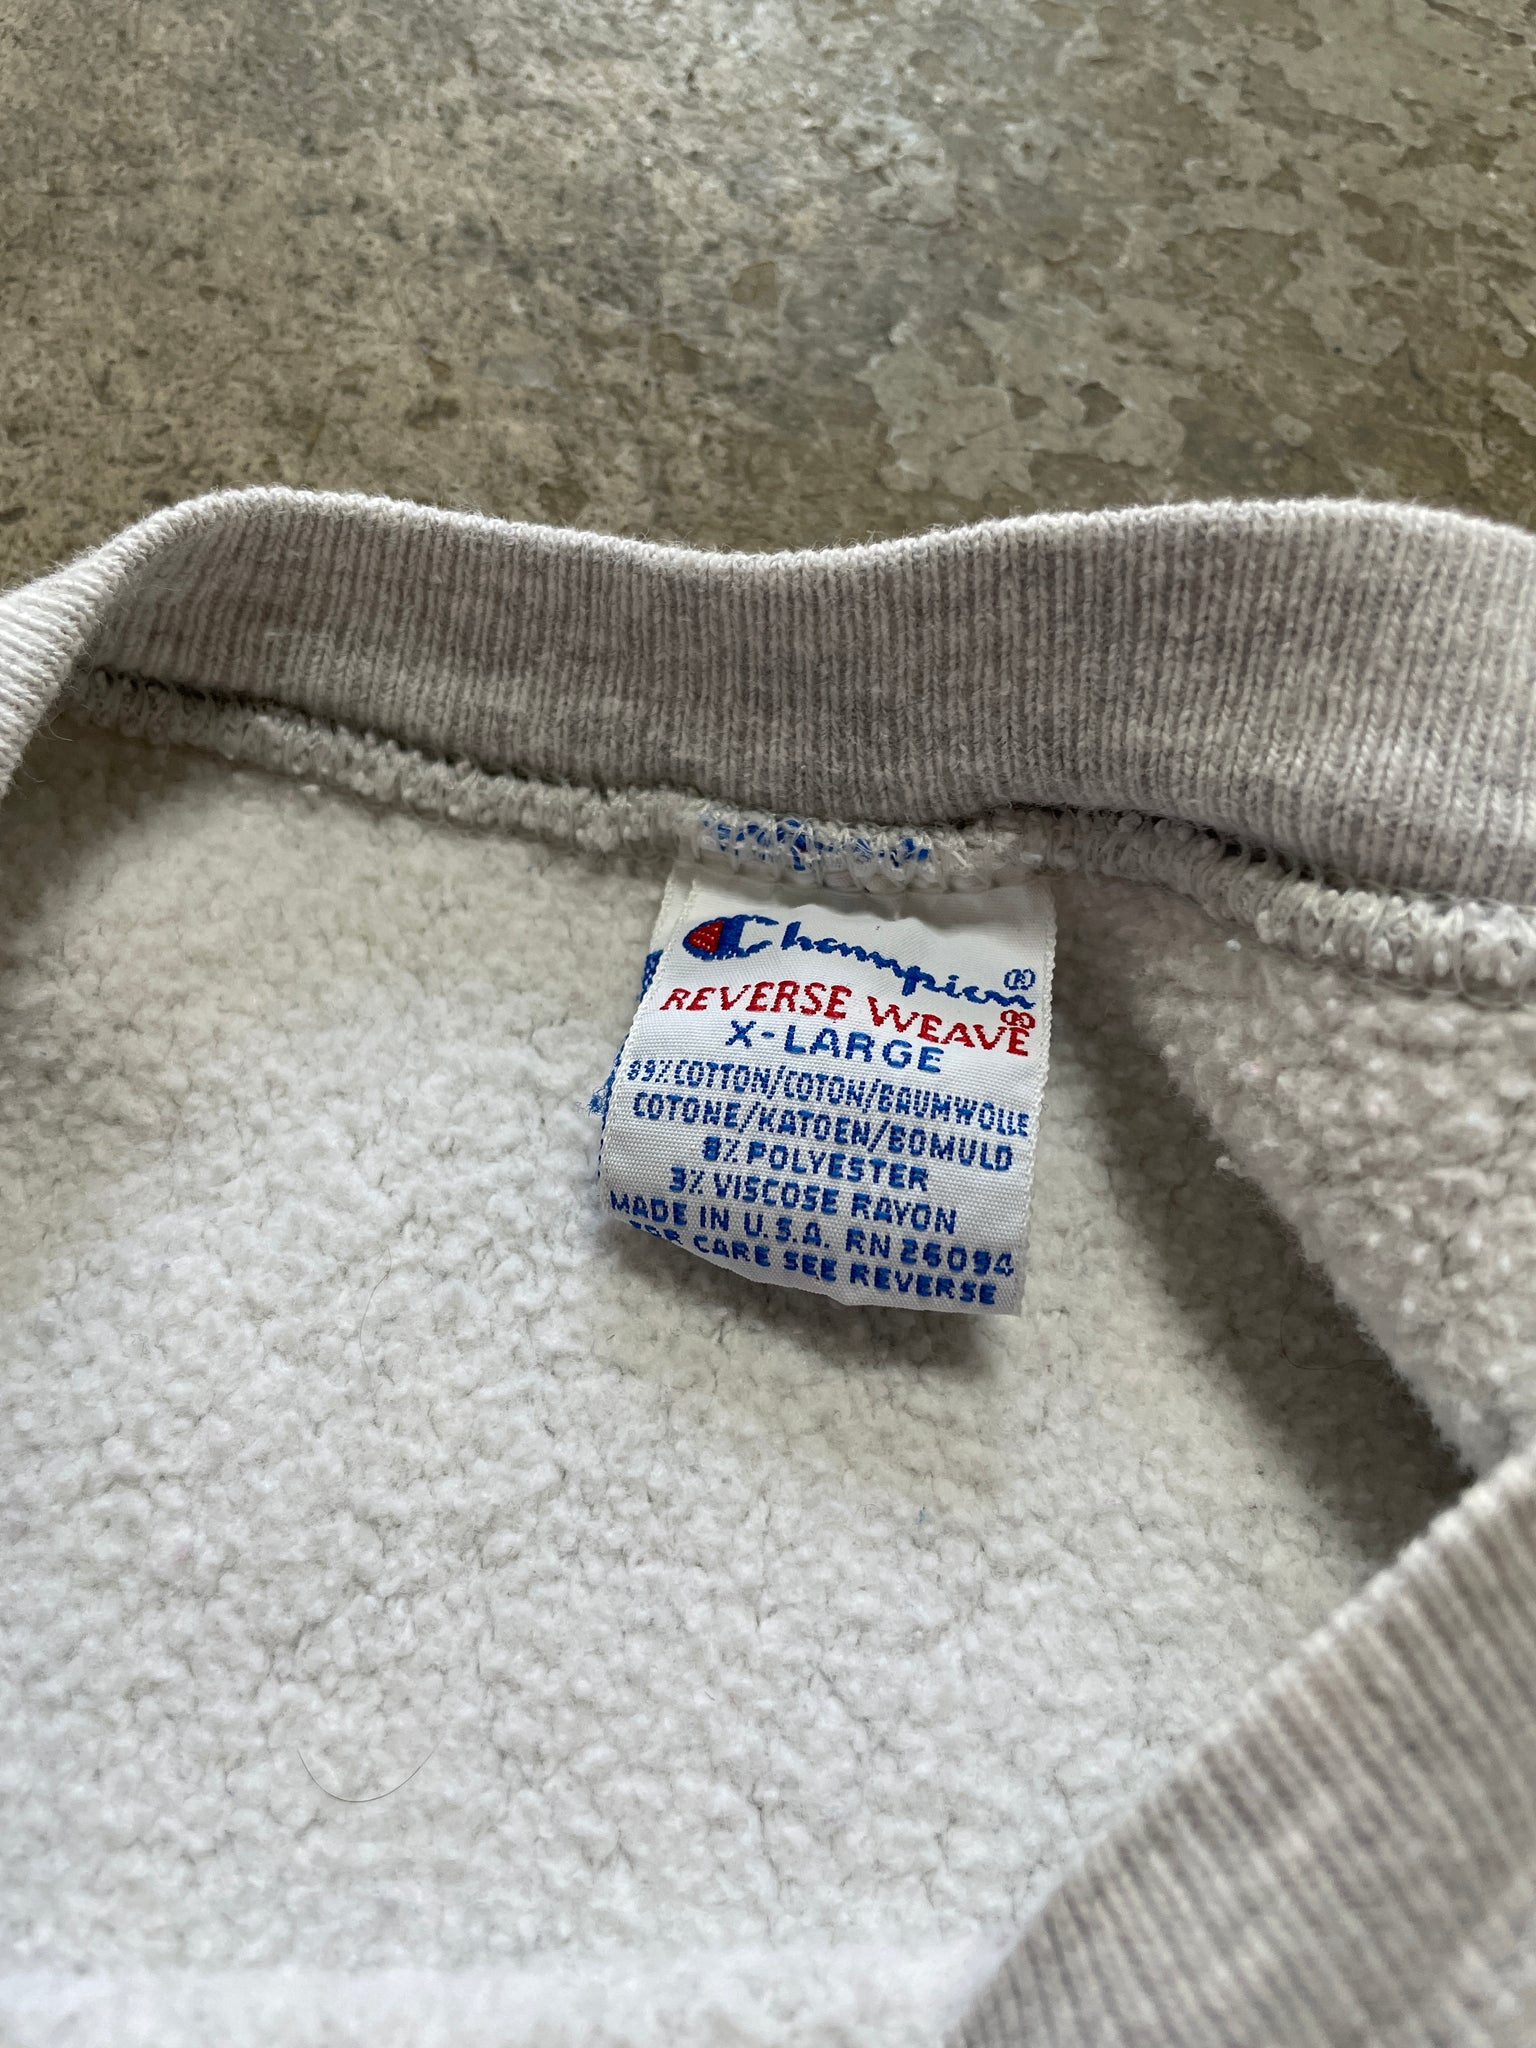 Champion®
REVERSE WEAVE®
X-LARGE
89% COTTON/COTON/BAUMWOLLE
COTONE/KATOEN/BOMULD
8% POLYESTER
3% VISCOSE RAYON
MADE IN U.S.A. RN 26094
FOR CARE SEE REVERSE